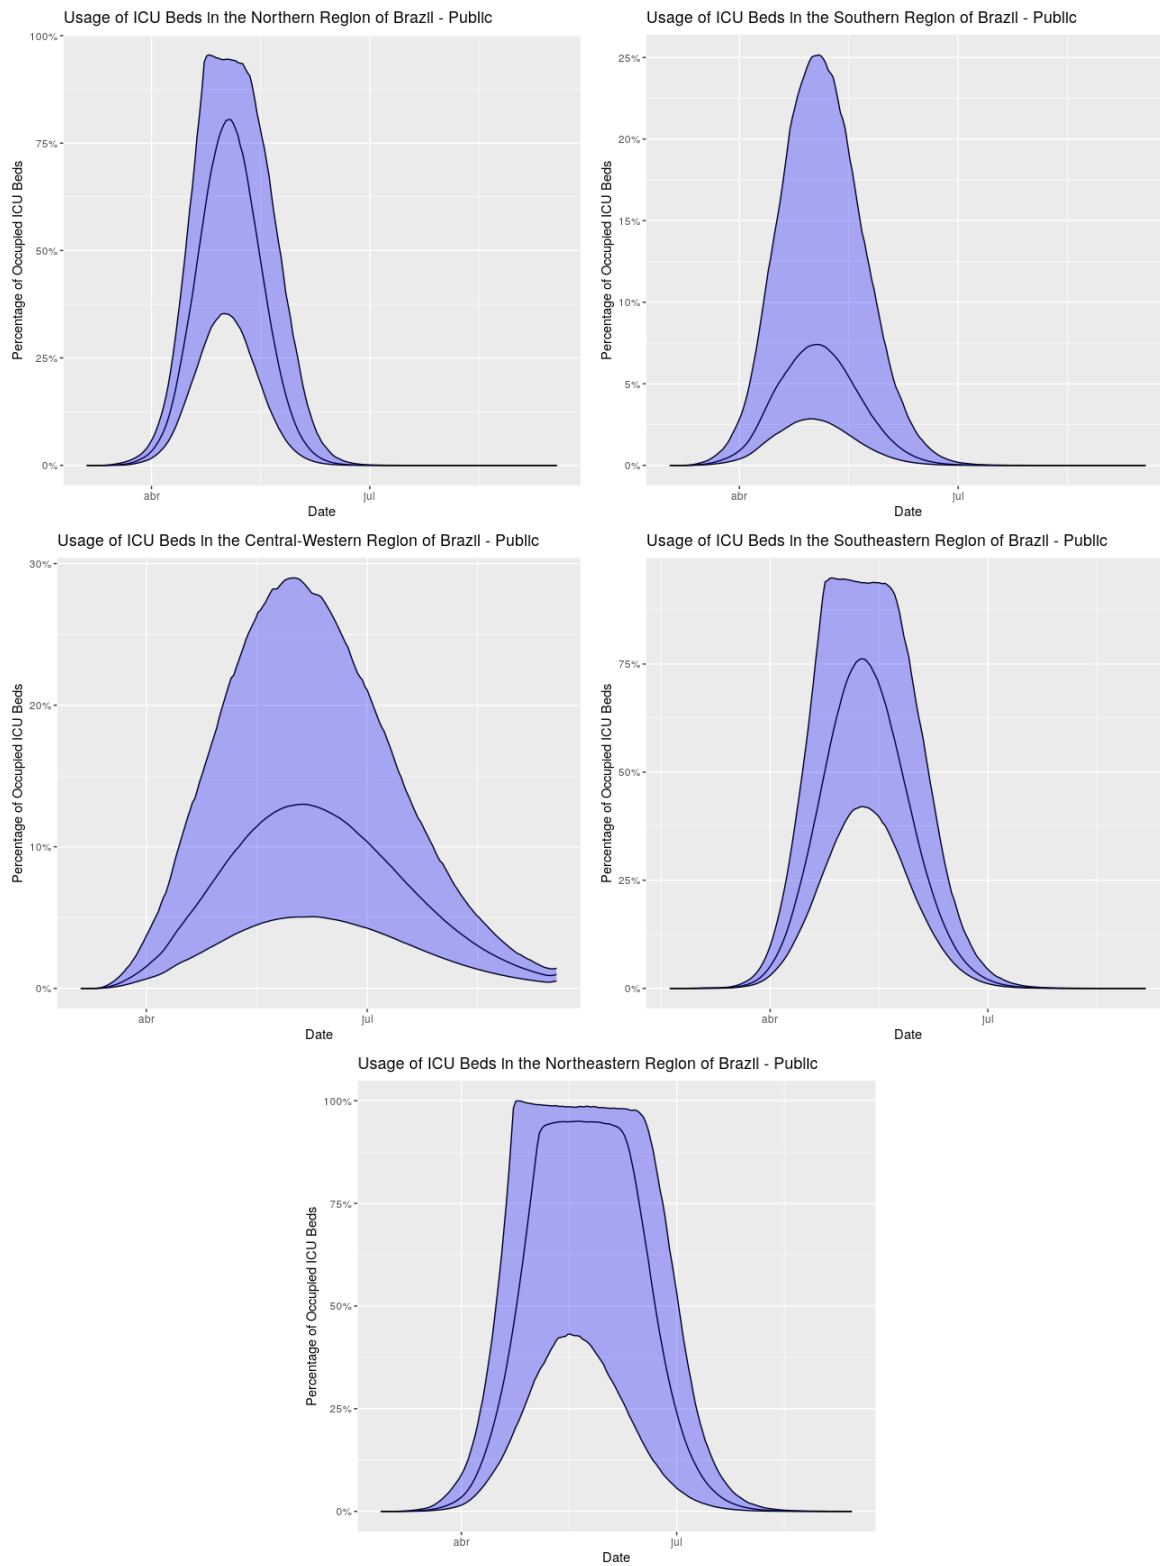 Usage of ICU Beds in the Northern Region of Brazil - Public
100%
75%
50%
25%
0%
Percentage of Occupied ICU Beds
abr
jul
Date
Usage of ICU Beds in the Southern Region of Brazil - Public
25%
20%
15%
10%
5%
0%
Percentage of Occupied ICU Beds
abr
jul
Date
Usage of ICU Beds in the Central-Western Region of Brazil - Public
30%
20%
10%
0%
Percentage of Occupied ICU Beds
abr
jul
Date
Usage of ICU Beds in the Southeastern Region of Brazil - Public
75%
50%
25%
0%
Percentage of Occupied ICU Beds
abr
jul
Date
Usage of ICU Beds in the Northeastern Region of Brazil - Public
100%
75%
50%
25%
0%
Percentage of Occupied ICU Beds
abr
jul
Date